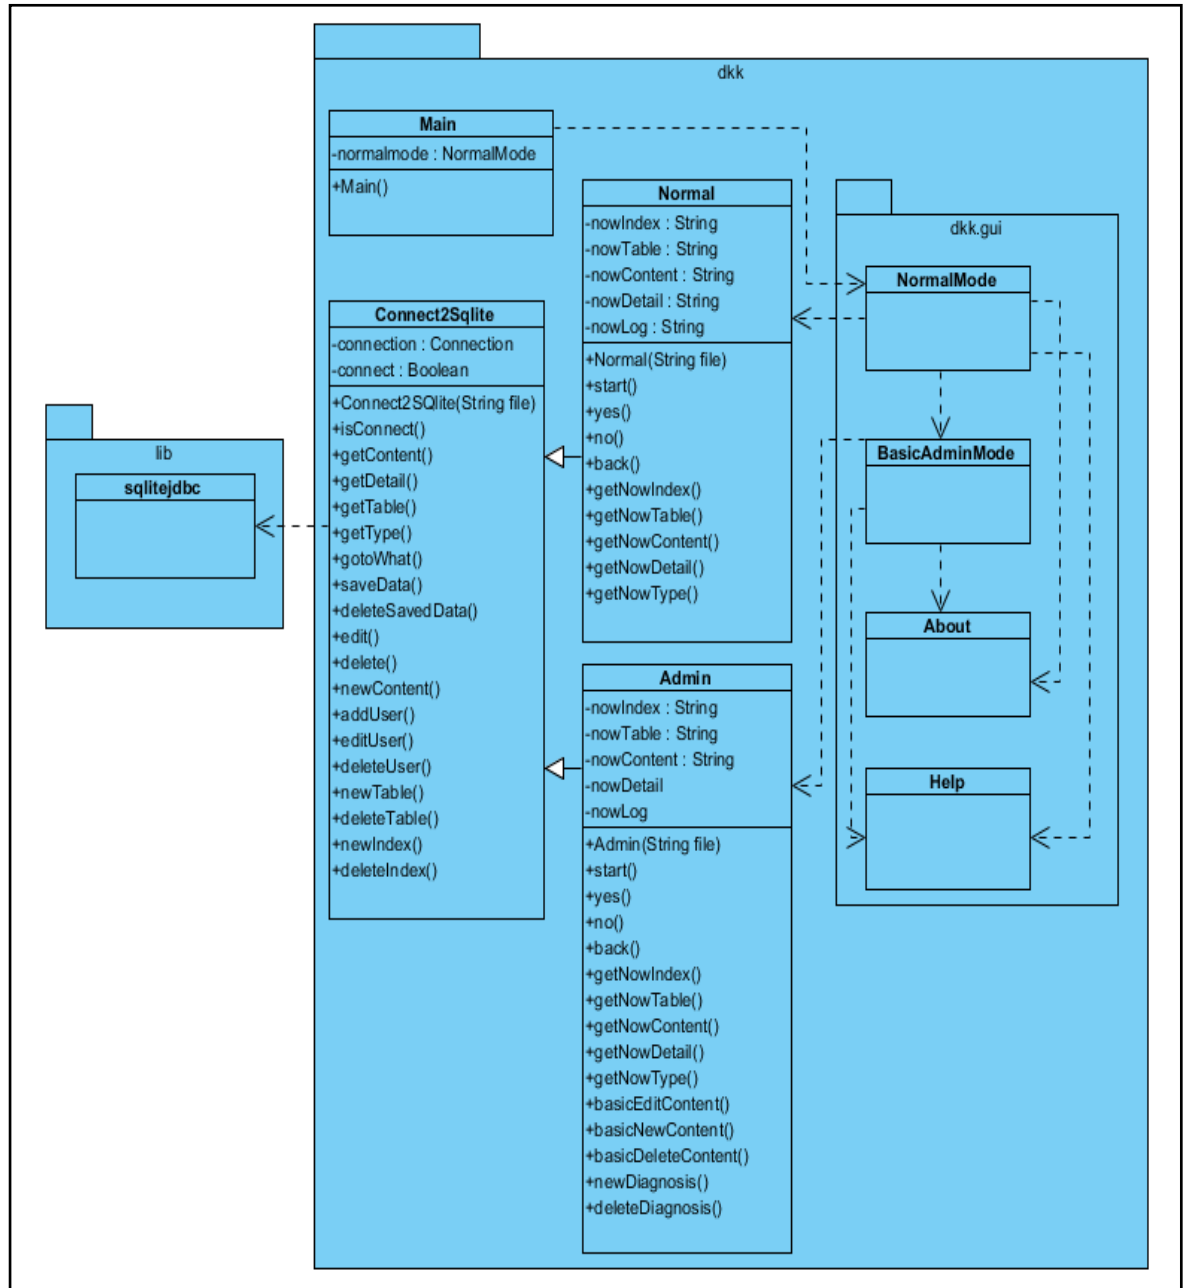 dkk
Main
-normalmode : NormalMode
+Main()
Normal
-nowIndex : String
-nowTable : String
-nowContent : String
-nowDetail : String
-nowLog : String
+Normal(String file)
+start()
+yes()
+no()
+back()
+getNowIndex()
+getNowTable()
+getNowContent()
+getNowDetail()
+getNowType()
dkk.gui
NormalMode
BasicAdminMode
About
Help
Connect2Sqlite
-connection : Connection
-connect : Boolean
+Connect2SQlite(String file)
+isConnect()
+getContent()
+getDetail()
+getTable()
+getType()
+gotoWhat()
+saveData()
+deleteSavedData()
+edit()
+delete()
+newContent()
+addUser()
+editUser()
+deleteUser()
+newTable()
+deleteTable()
+newIndex()
+deleteIndex()
lib
sqlitejdbc
Admin
-nowIndex : String
-nowTable : String
-nowContent : String
-nowDetail
-nowLog
+Admin(String file)
+start()
+yes()
+no()
+back()
+getNowIndex()
+getNowTable()
+getNowContent()
+getNowDetail()
+getNowType()
+basicEditContent()
+basicNewContent()
+basicDeleteContent()
+newDiagnosis()
+deleteDiagnosis()